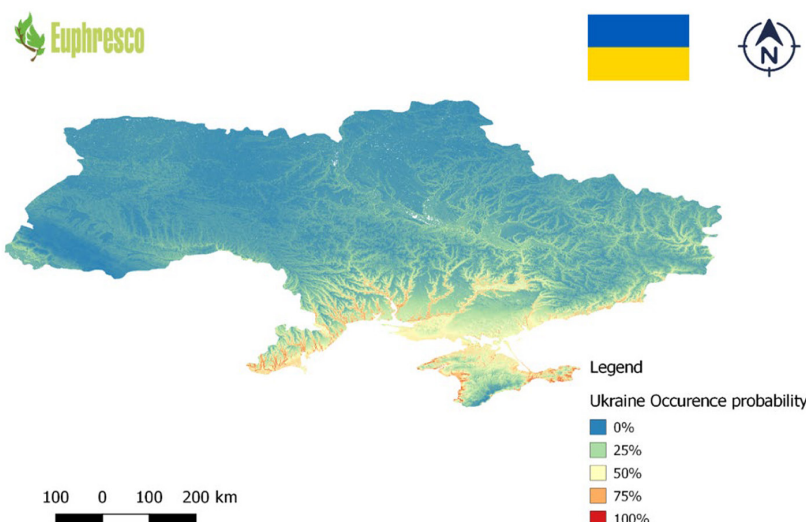 Euphresco
N
Legend
Ukraine Occurence probability
0%
25%
50%
75%
100%
100 0 100 200 km